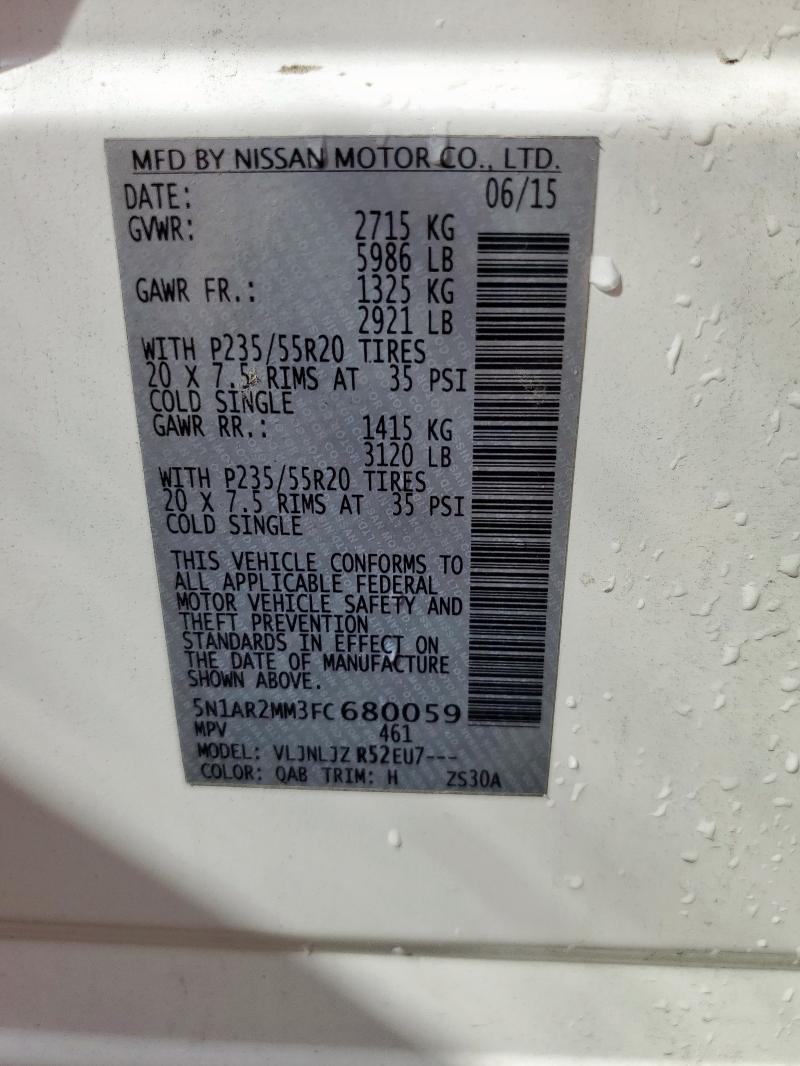 MFD BY NISSAN MOTOR CO., LTD.
DATE: 06/15
GVWR: 2715 KG
5986 LB
GAWR FR.: 1325 KG
2921 LB
WITH P235/55R20 TIRES
20 X 7.5 RIMS AT 35 PSI
COLD SINGLE
GAWR RR.: 1415 KG
3120 LB
WITH P235/55R20 TIRES
20 X 7.5 RIMS AT 35 PSI
COLD SINGLE
THIS VEHICLE CONFORMS TO
ALL APPLICABLE FEDERAL
MOTOR VEHICLE SAFETY AND
THEFT PREVENTION
STANDARDS IN EFFECT ON
THE DATE OF MANUFACTURE
SHOWN ABOVE.
5N1AR2MM3FC680059
MPV 461
MODEL: VLJNLJZ R52EU7---
COLOR: QAB TRIM: H ZS30A